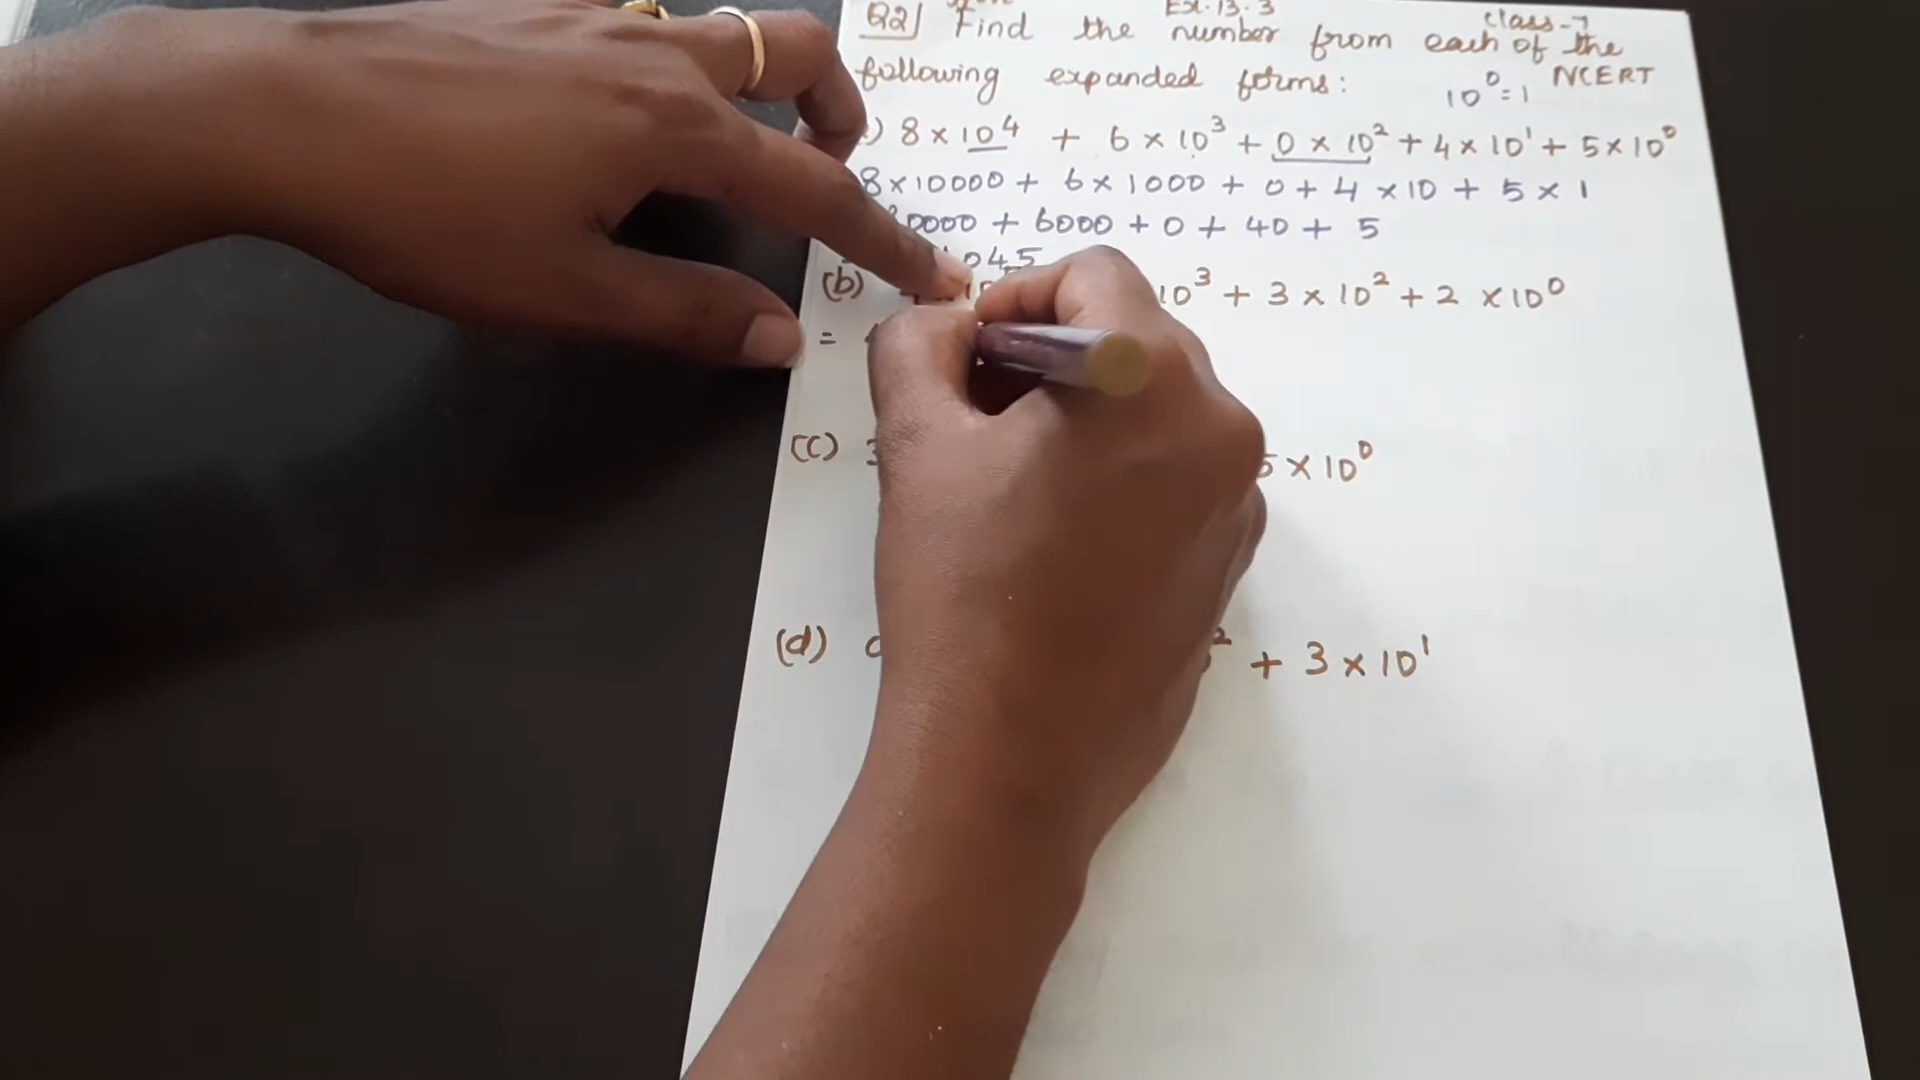 Ex. 13.3 class-7
Q2) Find the number from each of the
following expanded forms: 10⁰=1 NCERT
) 8 × 10⁴ + 6 × 10³ + 0 × 10² + 4 × 10¹ + 5 × 10⁰
8 × 10000 + 6 × 1000 + 0 + 4 × 10 + 5 × 1
0000 + 6000 + 0 + 40 + 5
045
(b) 10³ + 3 × 10² + 2 × 10⁰
=
(c) 3 5 × 10⁰
(d) ² + 3 × 10¹